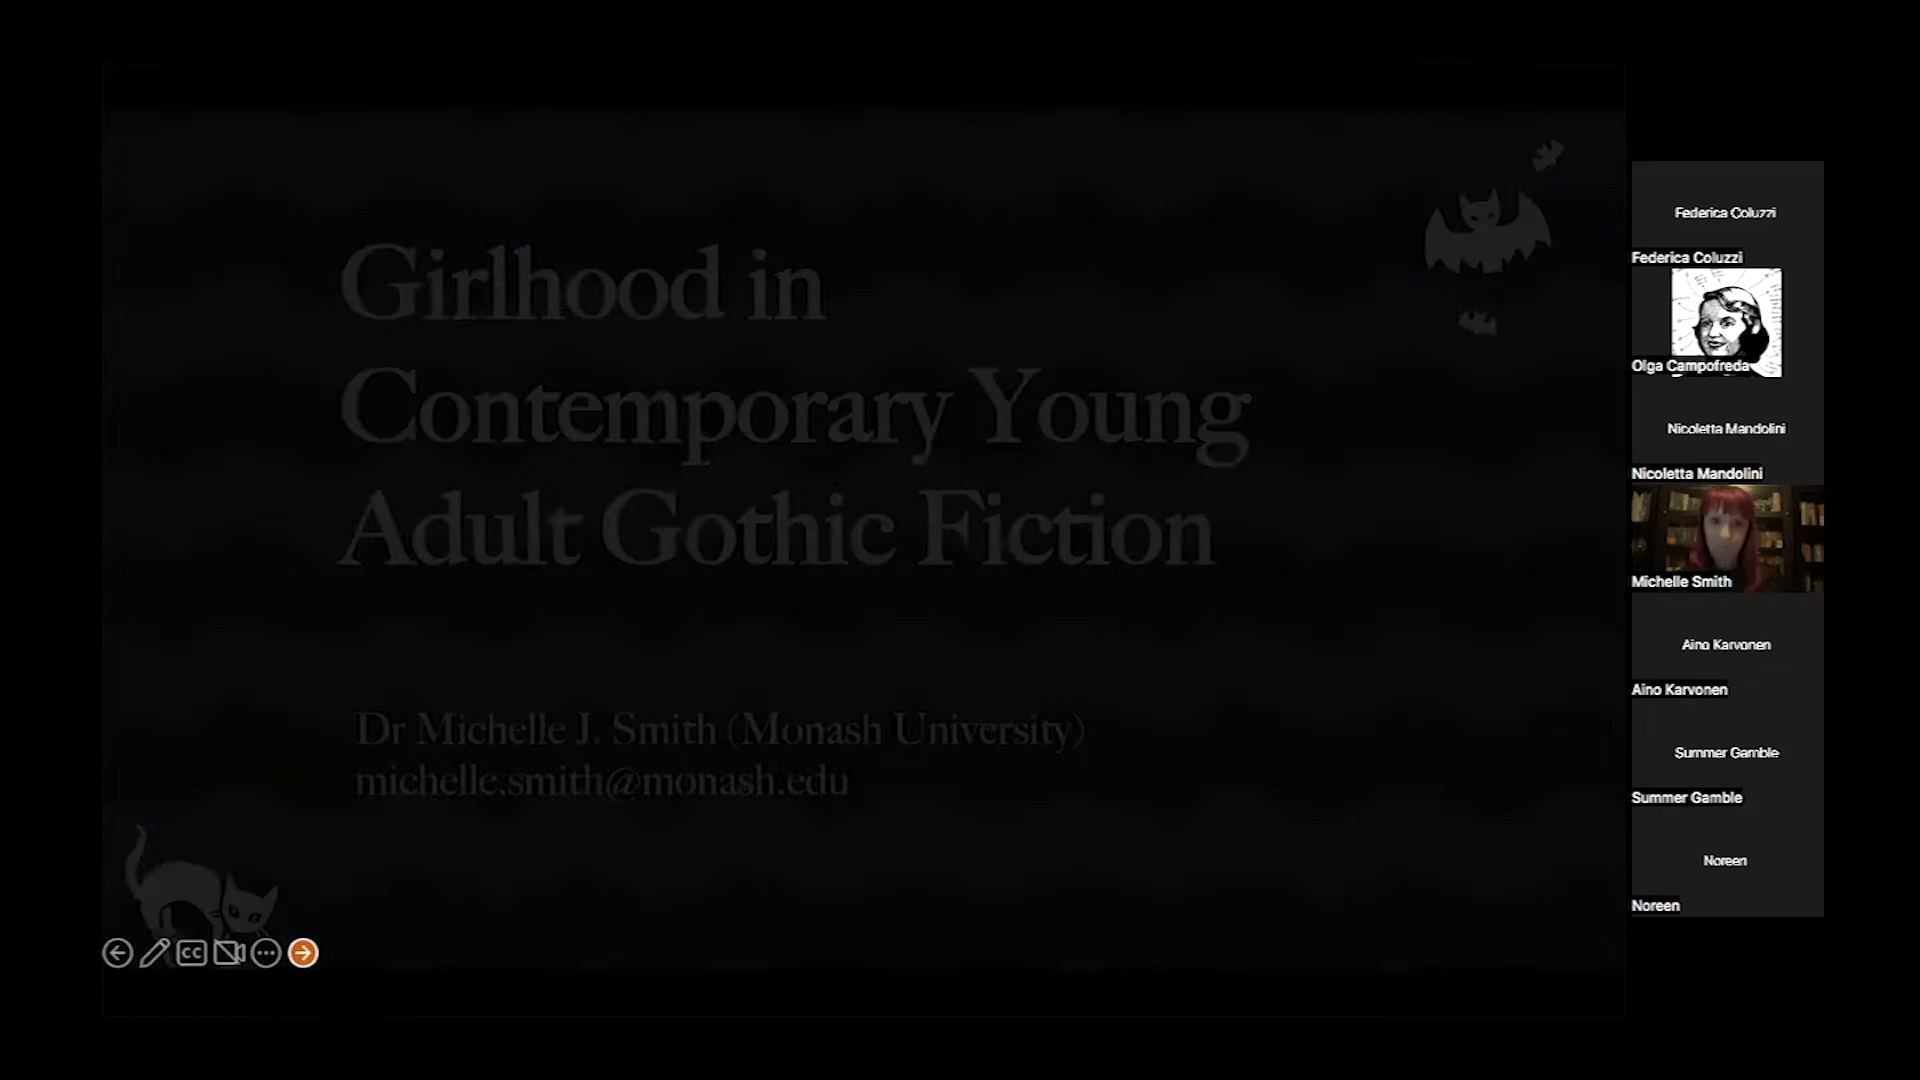 Girlhood in
Contemporary Young
Adult Gothic Fiction
Dr Michelle J. Smith (Monash University)
michelle.smith@monash.edu
CC
Federica Coluzzi
Federica Coluzzi
Olga Campofreda
Nicoletta Mandolini
Nicoletta Mandolini
Michelle Smith
Aino Karvonen
Aino Karvonen
Summer Gamble
Summer Gamble
Noreen
Noreen